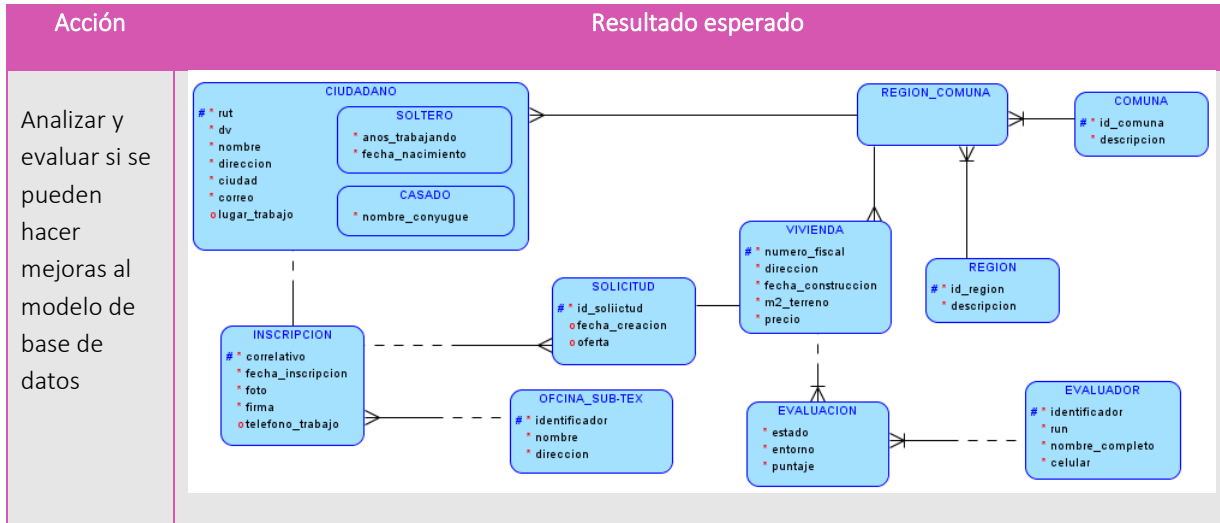 Acción
Resultado esperado
Analizar y
evaluar si se
pueden
hacer
mejoras al
modelo de
base de
datos
CIUDADANO
# * rut
* dv
* nombre
* direccion
* ciudad
* correo
o lugar_trabajo
SOLTERO
* anos_trabajando
* fecha_nacimiento
CASADO
* nombre_conyugue
REGION_COMUNA
COMUNA
# * id_comuna
* descripcion
REGION
# * id_region
* descripcion
VIVIENDA
# * numero_fiscal
* direccion
* fecha_construccion
* m2_terreno
* precio
SOLICITUD
# * id_soliictud
o fecha_creacion
o oferta
INSCRIPCION
# * correlativo
* fecha_inscripcion
* foto
* firma
o telefono_trabajo
OFCINA_SUB-TEX
# * identificador
* nombre
* direccion
EVALUACION
* estado
* entorno
* puntaje
EVALUADOR
# * identificador
* run
* nombre_completo
* celular